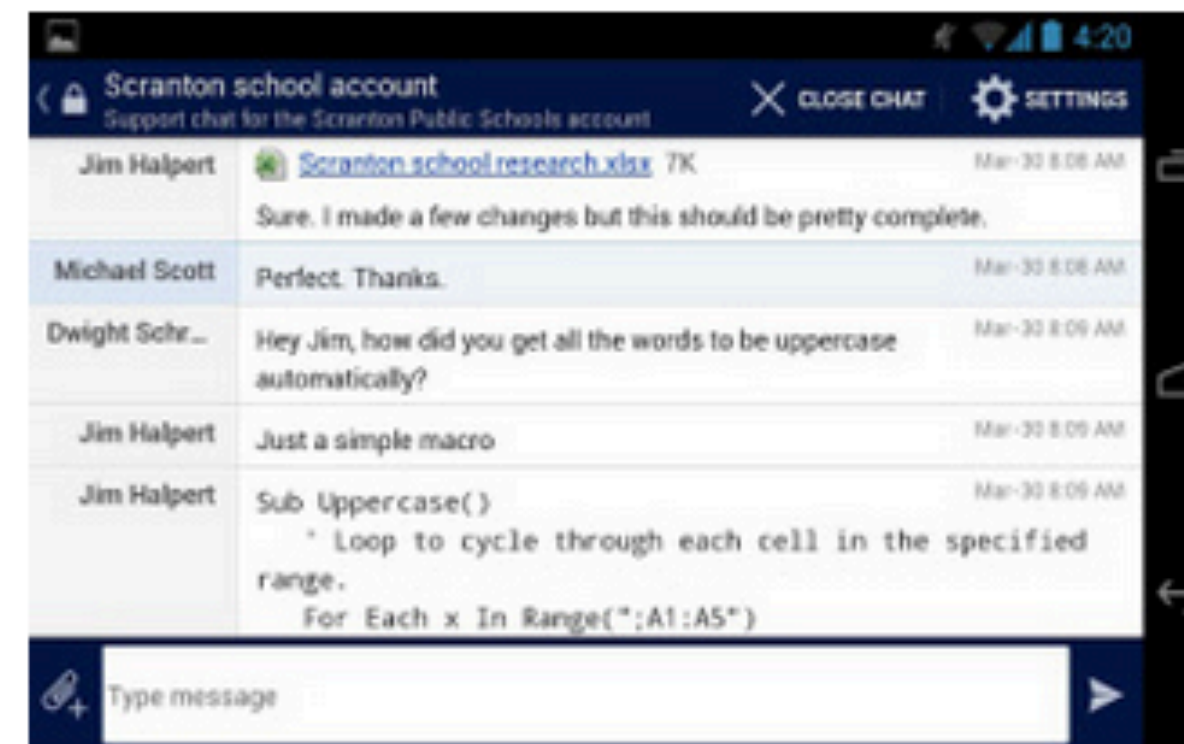 4:20
Scranton school account
Support chat for the Scranton Public Schools account
CLOSE CHAT
SETTINGS
Jim Halpert
Scranton school research.xlsx 7K
Mar-30 8:08 AM
Sure. I made a few changes but this should be pretty complete.
Michael Scott
Perfect. Thanks.
Mar-30 8:08 AM
Dwight Schr...
Hey Jim, how did you get all the words to be uppercase
Mar-30 8:09 AM
automatically?
Jim Halpert
Just a simple macro
Mar-30 8:09 AM
Jim Halpert
Sub Uppercase()
Mar-30 8:09 AM
' Loop to cycle through each cell in the specified
range.
For Each x In Range(";A1:A5")
Type message